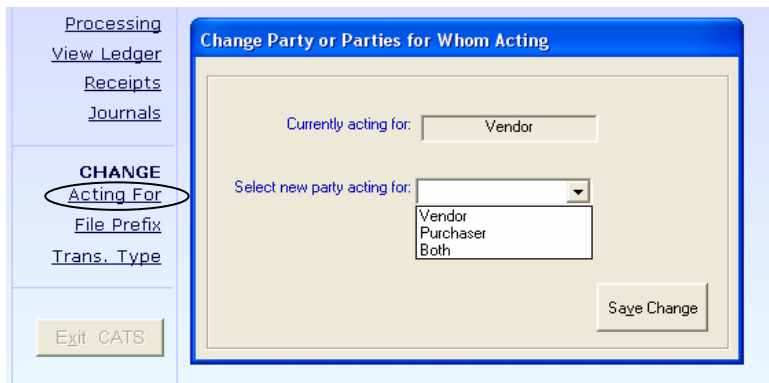 Processing
View Ledger
Receipts
Journals
CHANGE
Acting For
File Prefix
Trans. Type
Exit CATS
Change Party or Parties for Whom Acting
Currently acting for: Vendor
Select new party acting for:
Vendor
Purchaser
Both
Save Change